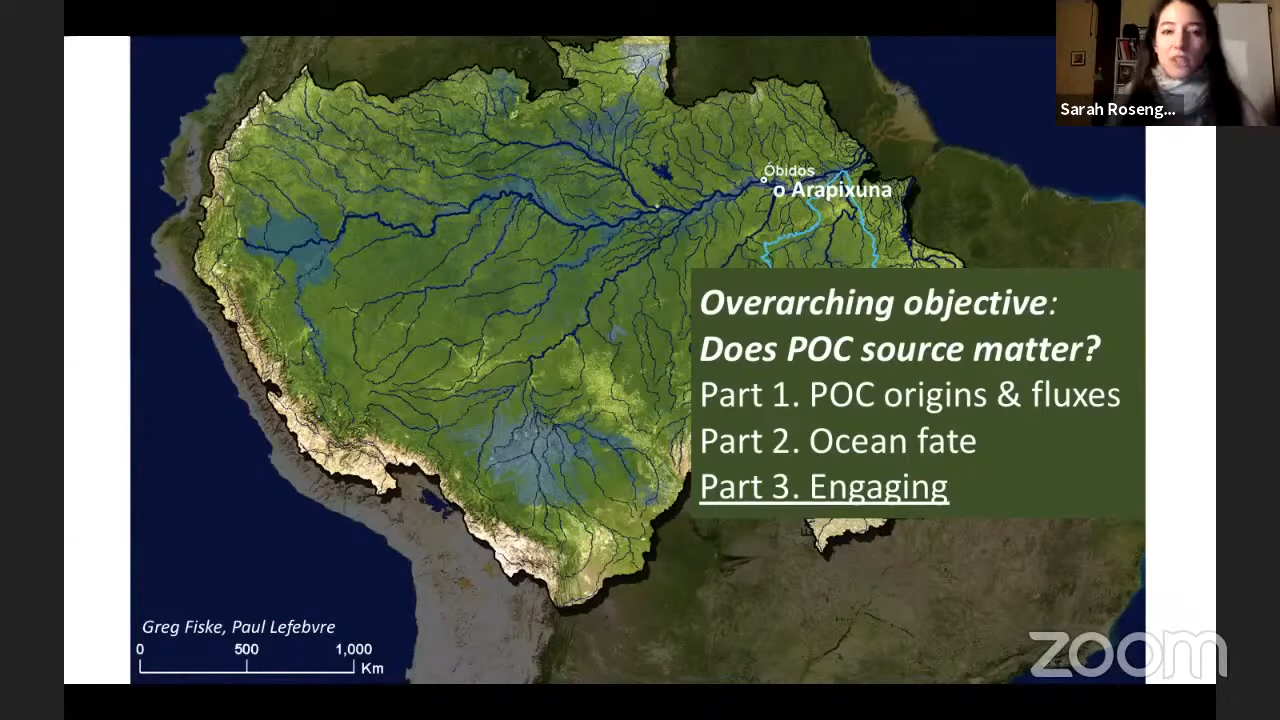 Sarah Roseng...
Óbidos
Arapixuna
Overarching objective:
Does POC source matter?
Part 1. POC origins & fluxes
Part 2. Ocean fate
Part 3. Engaging
Greg Fiske, Paul Lefebvre
0 500 1,000
Km
zoom